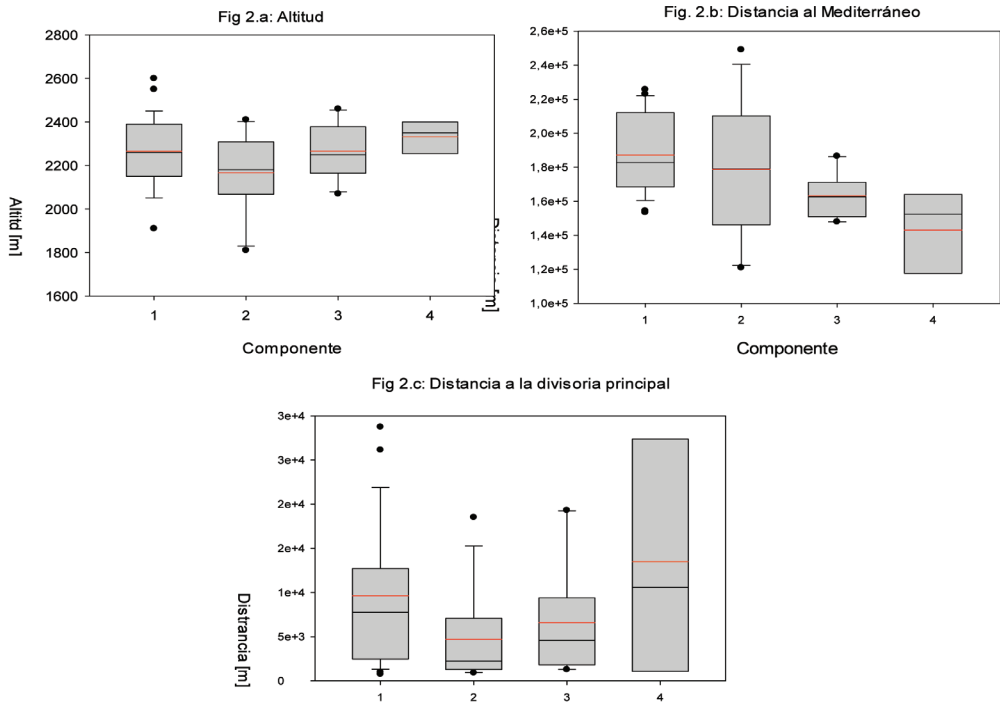 Fig 2.a: Altitud
2800
2600
2400
2200
2000
1800
1600
Altitd [m]
1 2 3 4
Componente
Fig. 2.b: Distancia al Mediterráneo
2,6e+5
2,4e+5
2,2e+5
2,0e+5
1,8e+5
1,6e+5
1,4e+5
1,2e+5
1,0e+5
[m]
1 2 3 4
Componente
Fig 2.c: Distancia a la divisoria principal
3e+4
3e+4
2e+4
2e+4
1e+4
5e+3
0
Distrancia [m]
1 2 3 4